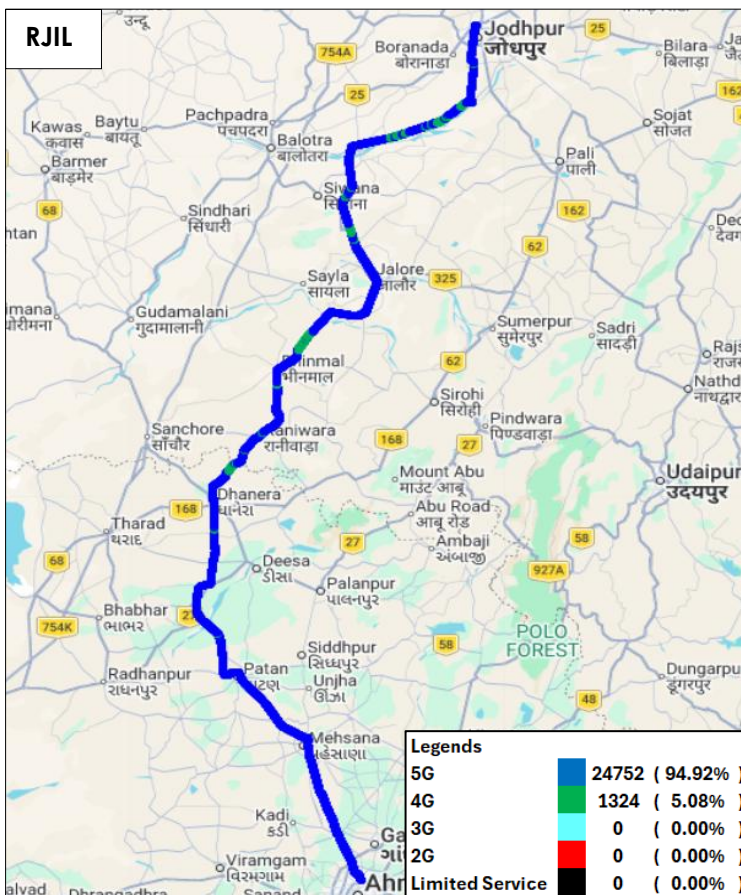 RJIL
उन्दू
754A
Boranada
बोरानाडा
Jodhpur
जोधपुर
25
Bilara
बिलाड़ा
25
162
Kawas
कवास
Baytu
बायतू
Pachpadra
पचपदरा
Balotra
बालोतरा
Sojat
सोजत
Barmer
बाड़मेर
Pali
पाली
68
Sindhari
सिंधारी
162
62
Sayla
सायला
Jalore
जालौर
325
Gudamalani
गुदामालानी
Sumerpur
सुमेरपुर
Sadri
सादड़ी
भीनमाल
62
Sirohi
सिरोही
Sanchore
साँचौर
रानीवाड़ा
168
27
Pindwara
पिण्डवाड़ा
Mount Abu
माउंट आबू
Udaipur
उदयपुर
Dhanera
168
Abu Road
आबू रोड
Tharad
થરાદ
27
Ambaji
અંબાજી
58
68
Deesa
ડીસા
927A
Palanpur
પાલનપુર
Bhabhar
ભાભર
754K
POLO
FOREST
58
Siddhpur
સિધ્ધપુર
Radhanpur
રાધનપુર
Patan
Unjha
ઊંઝા
Dungarpu
डूंगरपुर
48
Mehsana
Kadi
કડી
Viramgam
વિરમગામ
Legends
5G 24752 ( 94.92% )
4G 1324 ( 5.08% )
3G 0 ( 0.00% )
2G 0 ( 0.00% )
Limited Service 0 ( 0.00% )